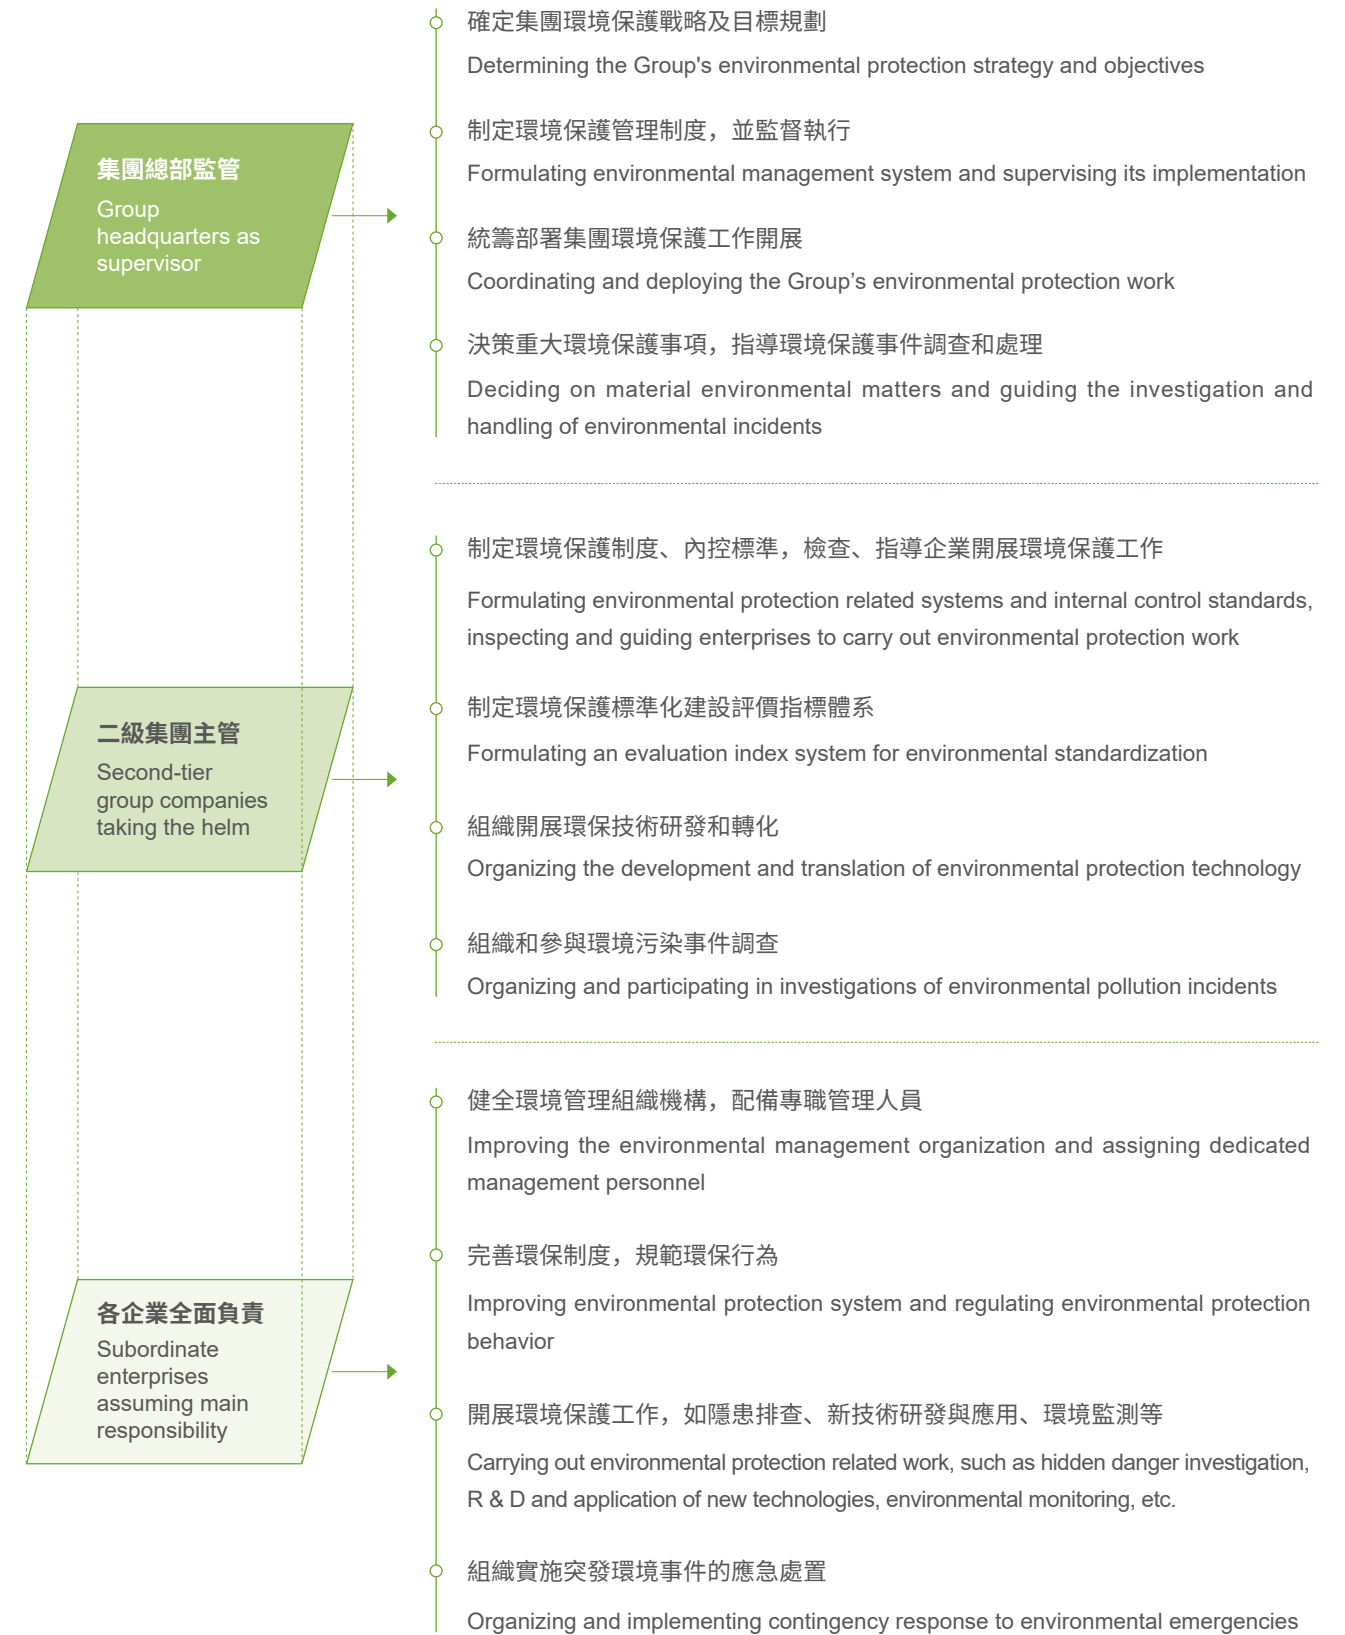 集團總部監管
Group
headquarters as
supervisor
確定集團環境保護戰略及目標規劃
Determining the Group's environmental protection strategy and objectives
制定環境保護管理制度，並監督執行
Formulating environmental management system and supervising its implementation
統籌部署集團環境保護工作開展
Coordinating and deploying the Group’s environmental protection work
決策重大環境保護事項，指導環境保護事件調查和處理
Deciding on material environmental matters and guiding the investigation and
handling of environmental incidents
二級集團主管
Second-tier
group companies
taking the helm
制定環境保護制度、內控標準，檢查、指導企業開展環境保護工作
Formulating environmental protection related systems and internal control standards,
inspecting and guiding enterprises to carry out environmental protection work
制定環境保護標準化建設評價指標體系
Formulating an evaluation index system for environmental standardization
組織開展環保技術研發和轉化
Organizing the development and translation of environmental protection technology
組織和參與環境污染事件調查
Organizing and participating in investigations of environmental pollution incidents
各企業全面負責
Subordinate
enterprises
assuming main
responsibility
健全環境管理組織機構，配備專職管理人員
Improving the environmental management organization and assigning dedicated
management personnel
完善環保制度，規範環保行為
Improving environmental protection system and regulating environmental protection
behavior
開展環境保護工作，如隱患排查、新技術研發與應用、環境監測等
Carrying out environmental protection related work, such as hidden danger investigation,
R & D and application of new technologies, environmental monitoring, etc.
組織實施突發環境事件的應急處置
Organizing and implementing contingency response to environmental emergencies